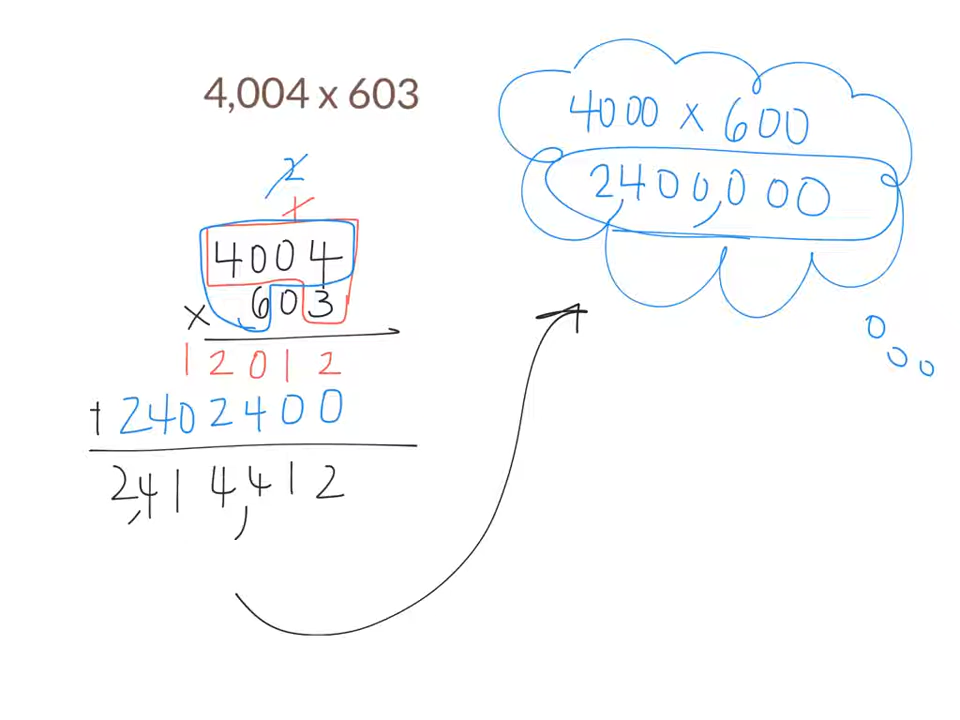 4,004 x 603
2
1
4004
x 603
12012
+ 2402400
2,414,412
4000 x 600
2,400,000